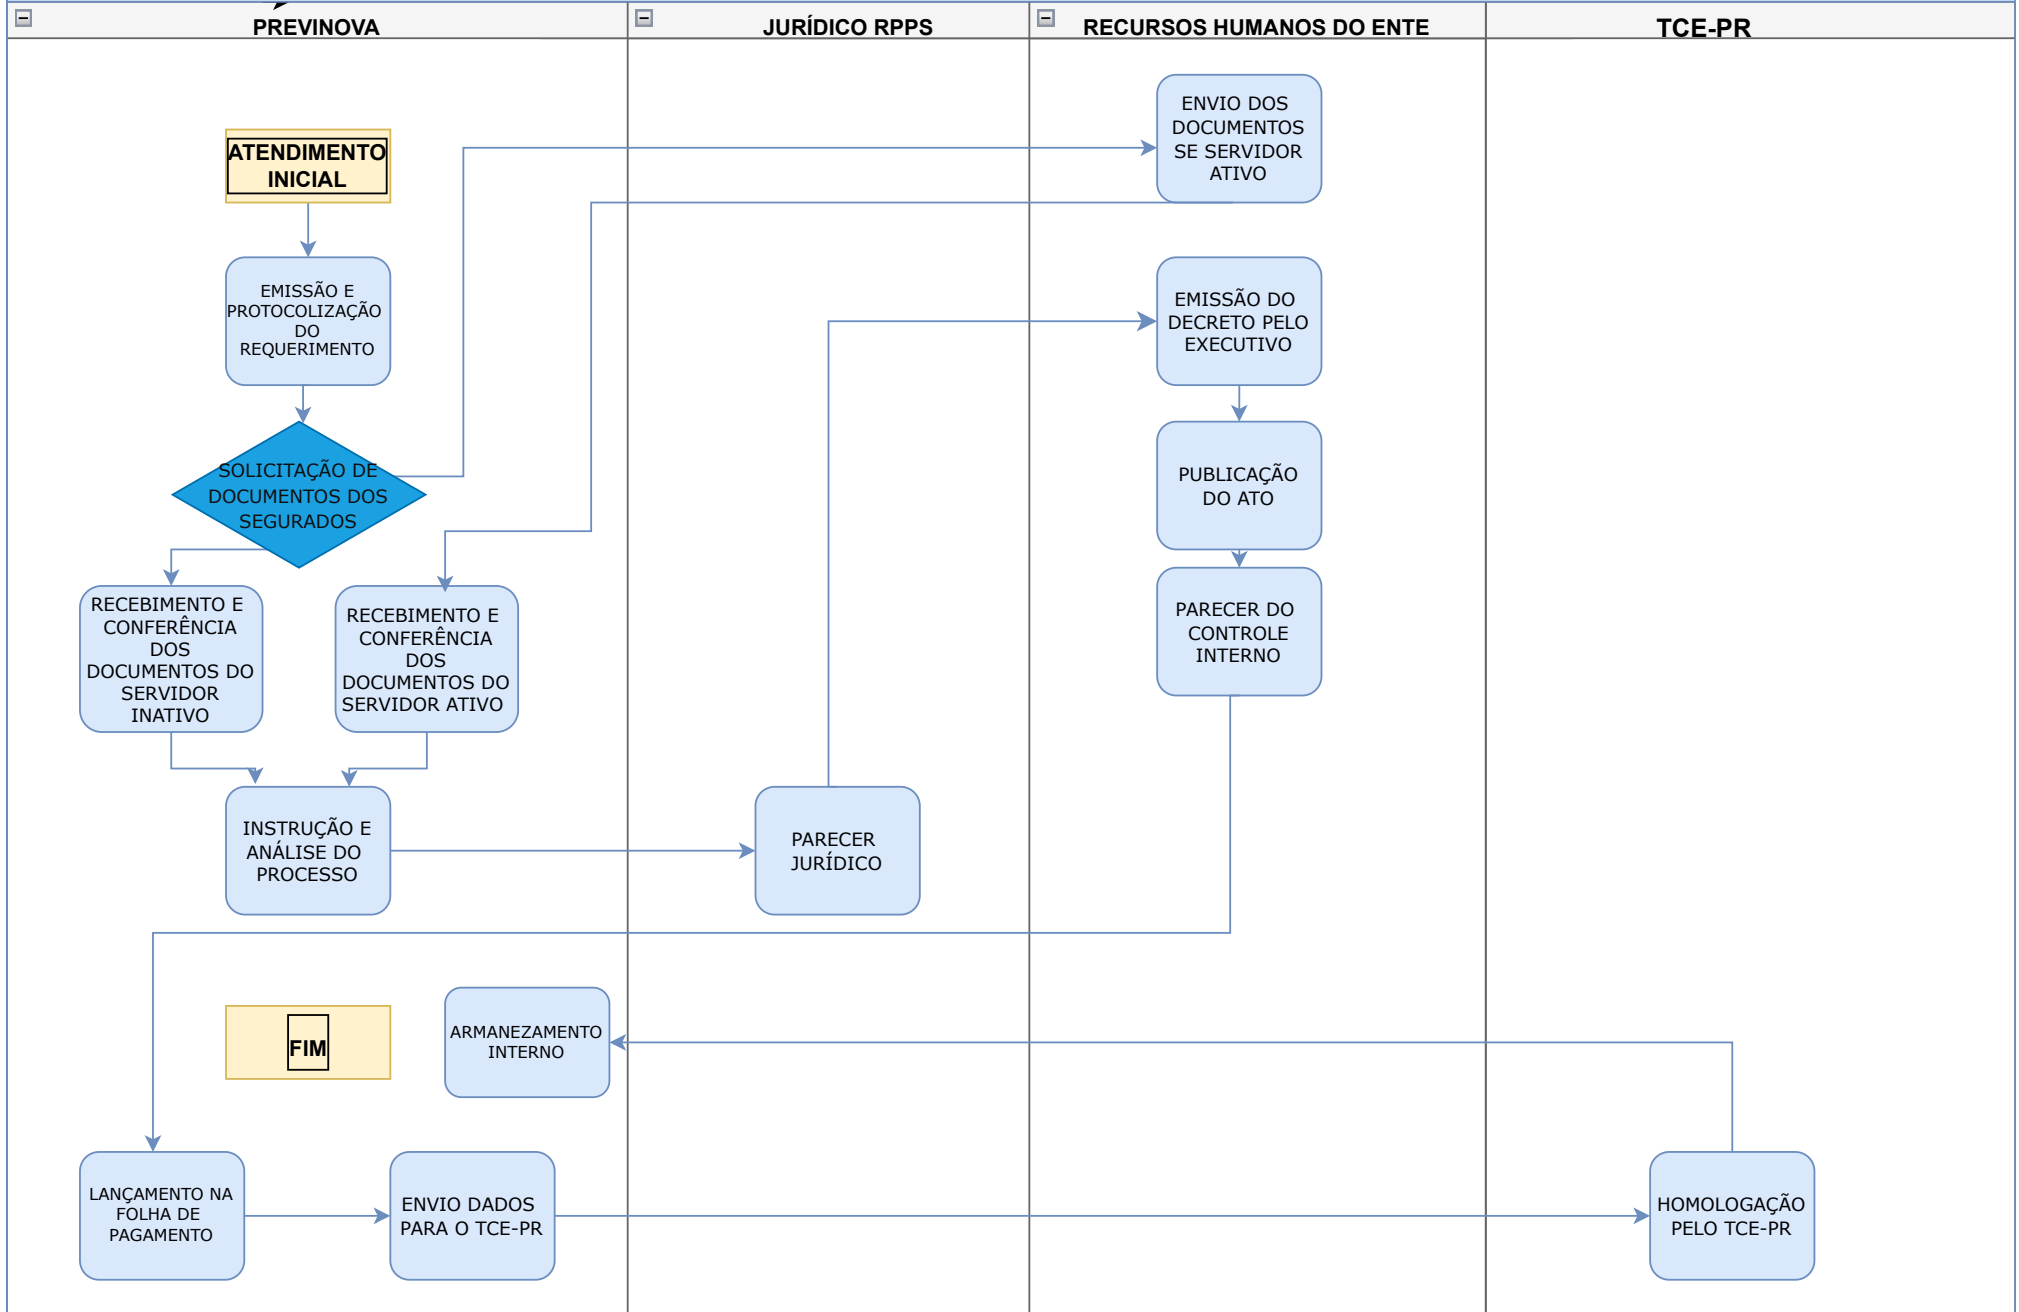 PREVINOVA
JURÍDICO RPPS
RECURSOS HUMANOS DO ENTE
TCE-PR
ENVIO DOS
DOCUMENTOS
SE SERVIDOR
ATIVO
ATENDIMENTO
INICIAL
EMISSÃO E
PROTOCOLIZAÇÃO
DO
REQUERIMENTO
EMISSÃO DO
DECRETO PELO
EXECUTIVO
SOLICITAÇÃO DE
DOCUMENTOS DOS
SEGURADOS
PUBLICAÇÃO
DO ATO
RECEBIMENTO E
CONFERÊNCIA
DOS
DOCUMENTOS DO
SERVIDOR
INATIVO
RECEBIMENTO E
CONFERÊNCIA
DOS
DOCUMENTOS DO
SERVIDOR ATIVO
PARECER DO
CONTROLE
INTERNO
INSTRUÇÃO E
ANÁLISE DO
PROCESSO
PARECER
JURÍDICO
FIM
ARMANEZAMENTO
INTERNO
LANÇAMENTO NA
FOLHA DE
PAGAMENTO
ENVIO DADOS
PARA O TCE-PR
HOMOLOGAÇÃO
PELO TCE-PR